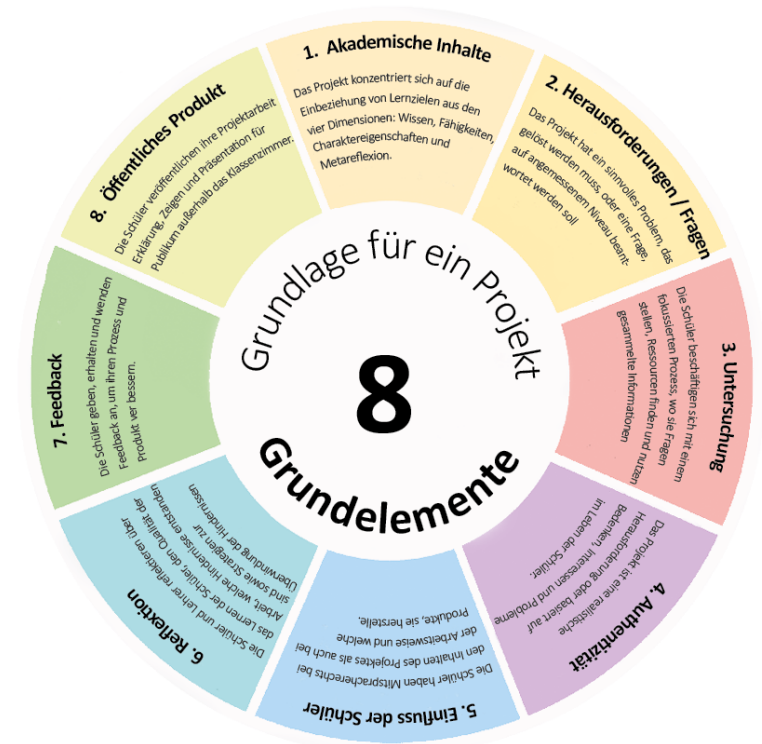 Grundlage für ein Projekt
8
Grundelemente
1. Akademische Inhalte
Das Projekt konzentriert sich auf die
Einbeziehung von Lernzielen aus den
vier Dimensionen: Wissen, Fähigkeiten,
Charaktereigenschaften und
Metareflexion.
2. Herausforderungen / Fragen
Das Projekt hat ein sinnvolles Problem, das
gelöst werden muss, oder eine Frage,
auf angemessenem Niveau beant-
wortet werden soll
3. Untersuchung
Die Schüler beschäftigen sich mit einem
fokussierten Prozess, wo sie Fragen
stellen, Ressourcen finden und nutzen
gesammelte Informationen
4. Authentizität
Das Projekt ist eine realistische
Herausforderung oder basiert auf
Bedenken, Interessen und Probleme
im Leben der Schüler.
5. Einfluss der Schüler
Die Schüler haben Mitspracherechts bei
den Inhalten des Projektes als auch bei
der Arbeitsweise und welche
Produkte, sie herstelle.
6. Reflektion
Die Schüler und Lehrer reflektieren über
das Lernen der Schüler, den Qualität der
Arbeit, welche Hindernisse entstanden
sind sowie Strategien zur
Überwindung der Hindernissen
7. Feedback
Die Schüler geben, erhalten und wenden
Feedback an, um ihren Prozess und
Produkt ver bessern.
8. Öffentliches Produkt
Die Schüler veröffentlichen ihre Projektarbeit
Erklärung, Zeigen und Präsentation für
Publikum außerhalb das Klassenzimmer.